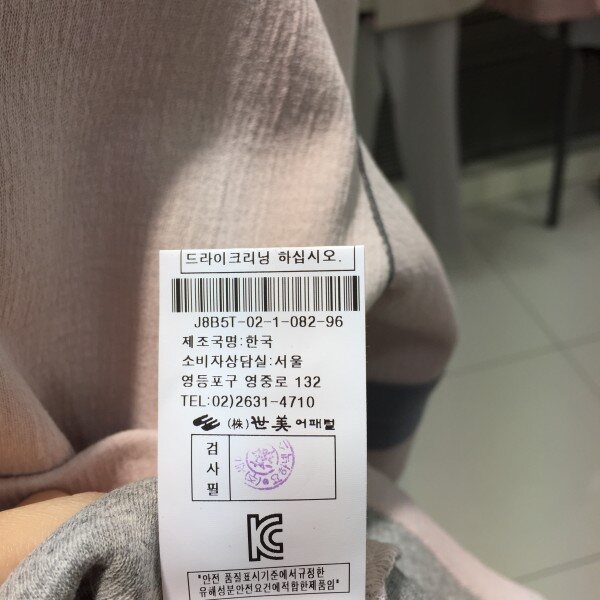 드라이크리닝 하십시오.
J8B5T-02-1-082-96
제조국명:한국
소비자상담실:서울
영등포구 영중로 132
TEL:02)2631-4710
(株)世美어패럴
검사필
KC
"안전 품질표시기준에서규정한
유해성분안전요건에적합한제품임"